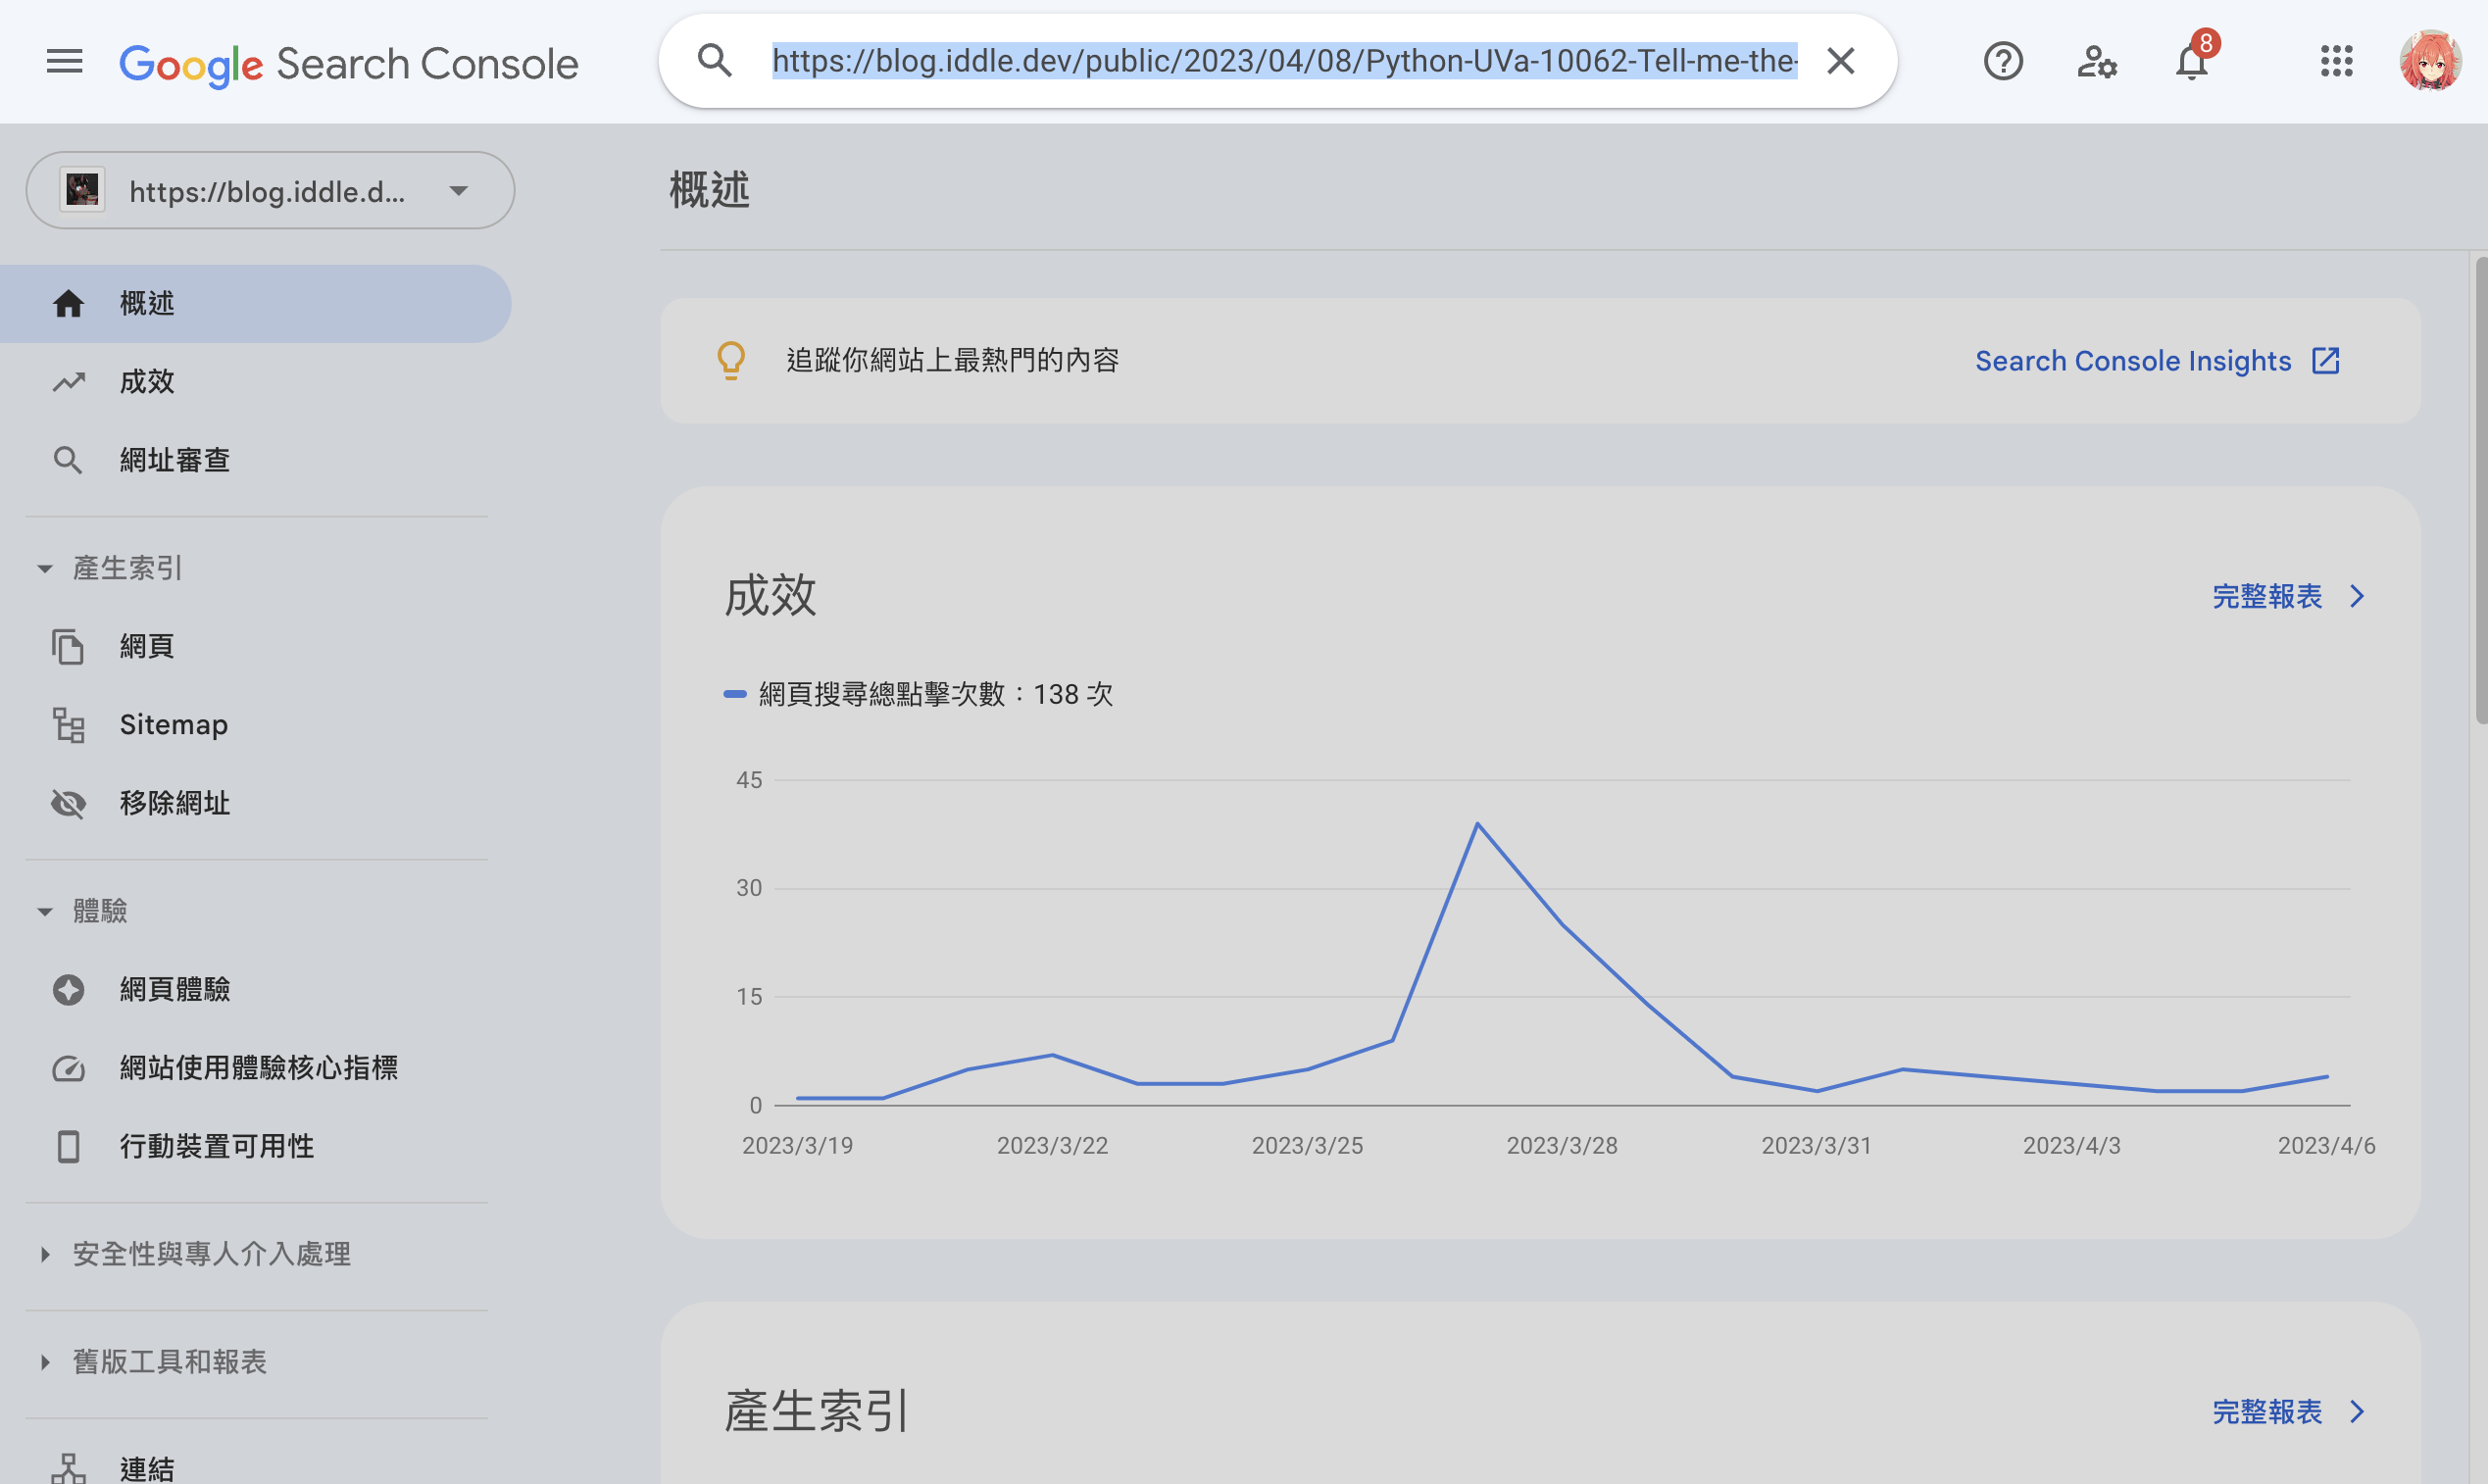 Google Search Console
https://blog.iddle.dev/public/2023/04/08/Python-UVa-10062-Tell-me-the-
8
https://blog.iddle.d...
概述
成效
網址審查
產生索引
網頁
Sitemap
移除網址
體驗
網頁體驗
網站使用體驗核心指標
行動裝置可用性
安全性與專人介入處理
舊版工具和報表
連結
概述
追蹤你網站上最熱門的內容
Search Console Insights
成效
完整報表
網頁搜尋總點擊次數：138 次
45
30
15
0
2023/3/19 2023/3/22 2023/3/25 2023/3/28 2023/3/31 2023/4/3 2023/4/6
產生索引
完整報表